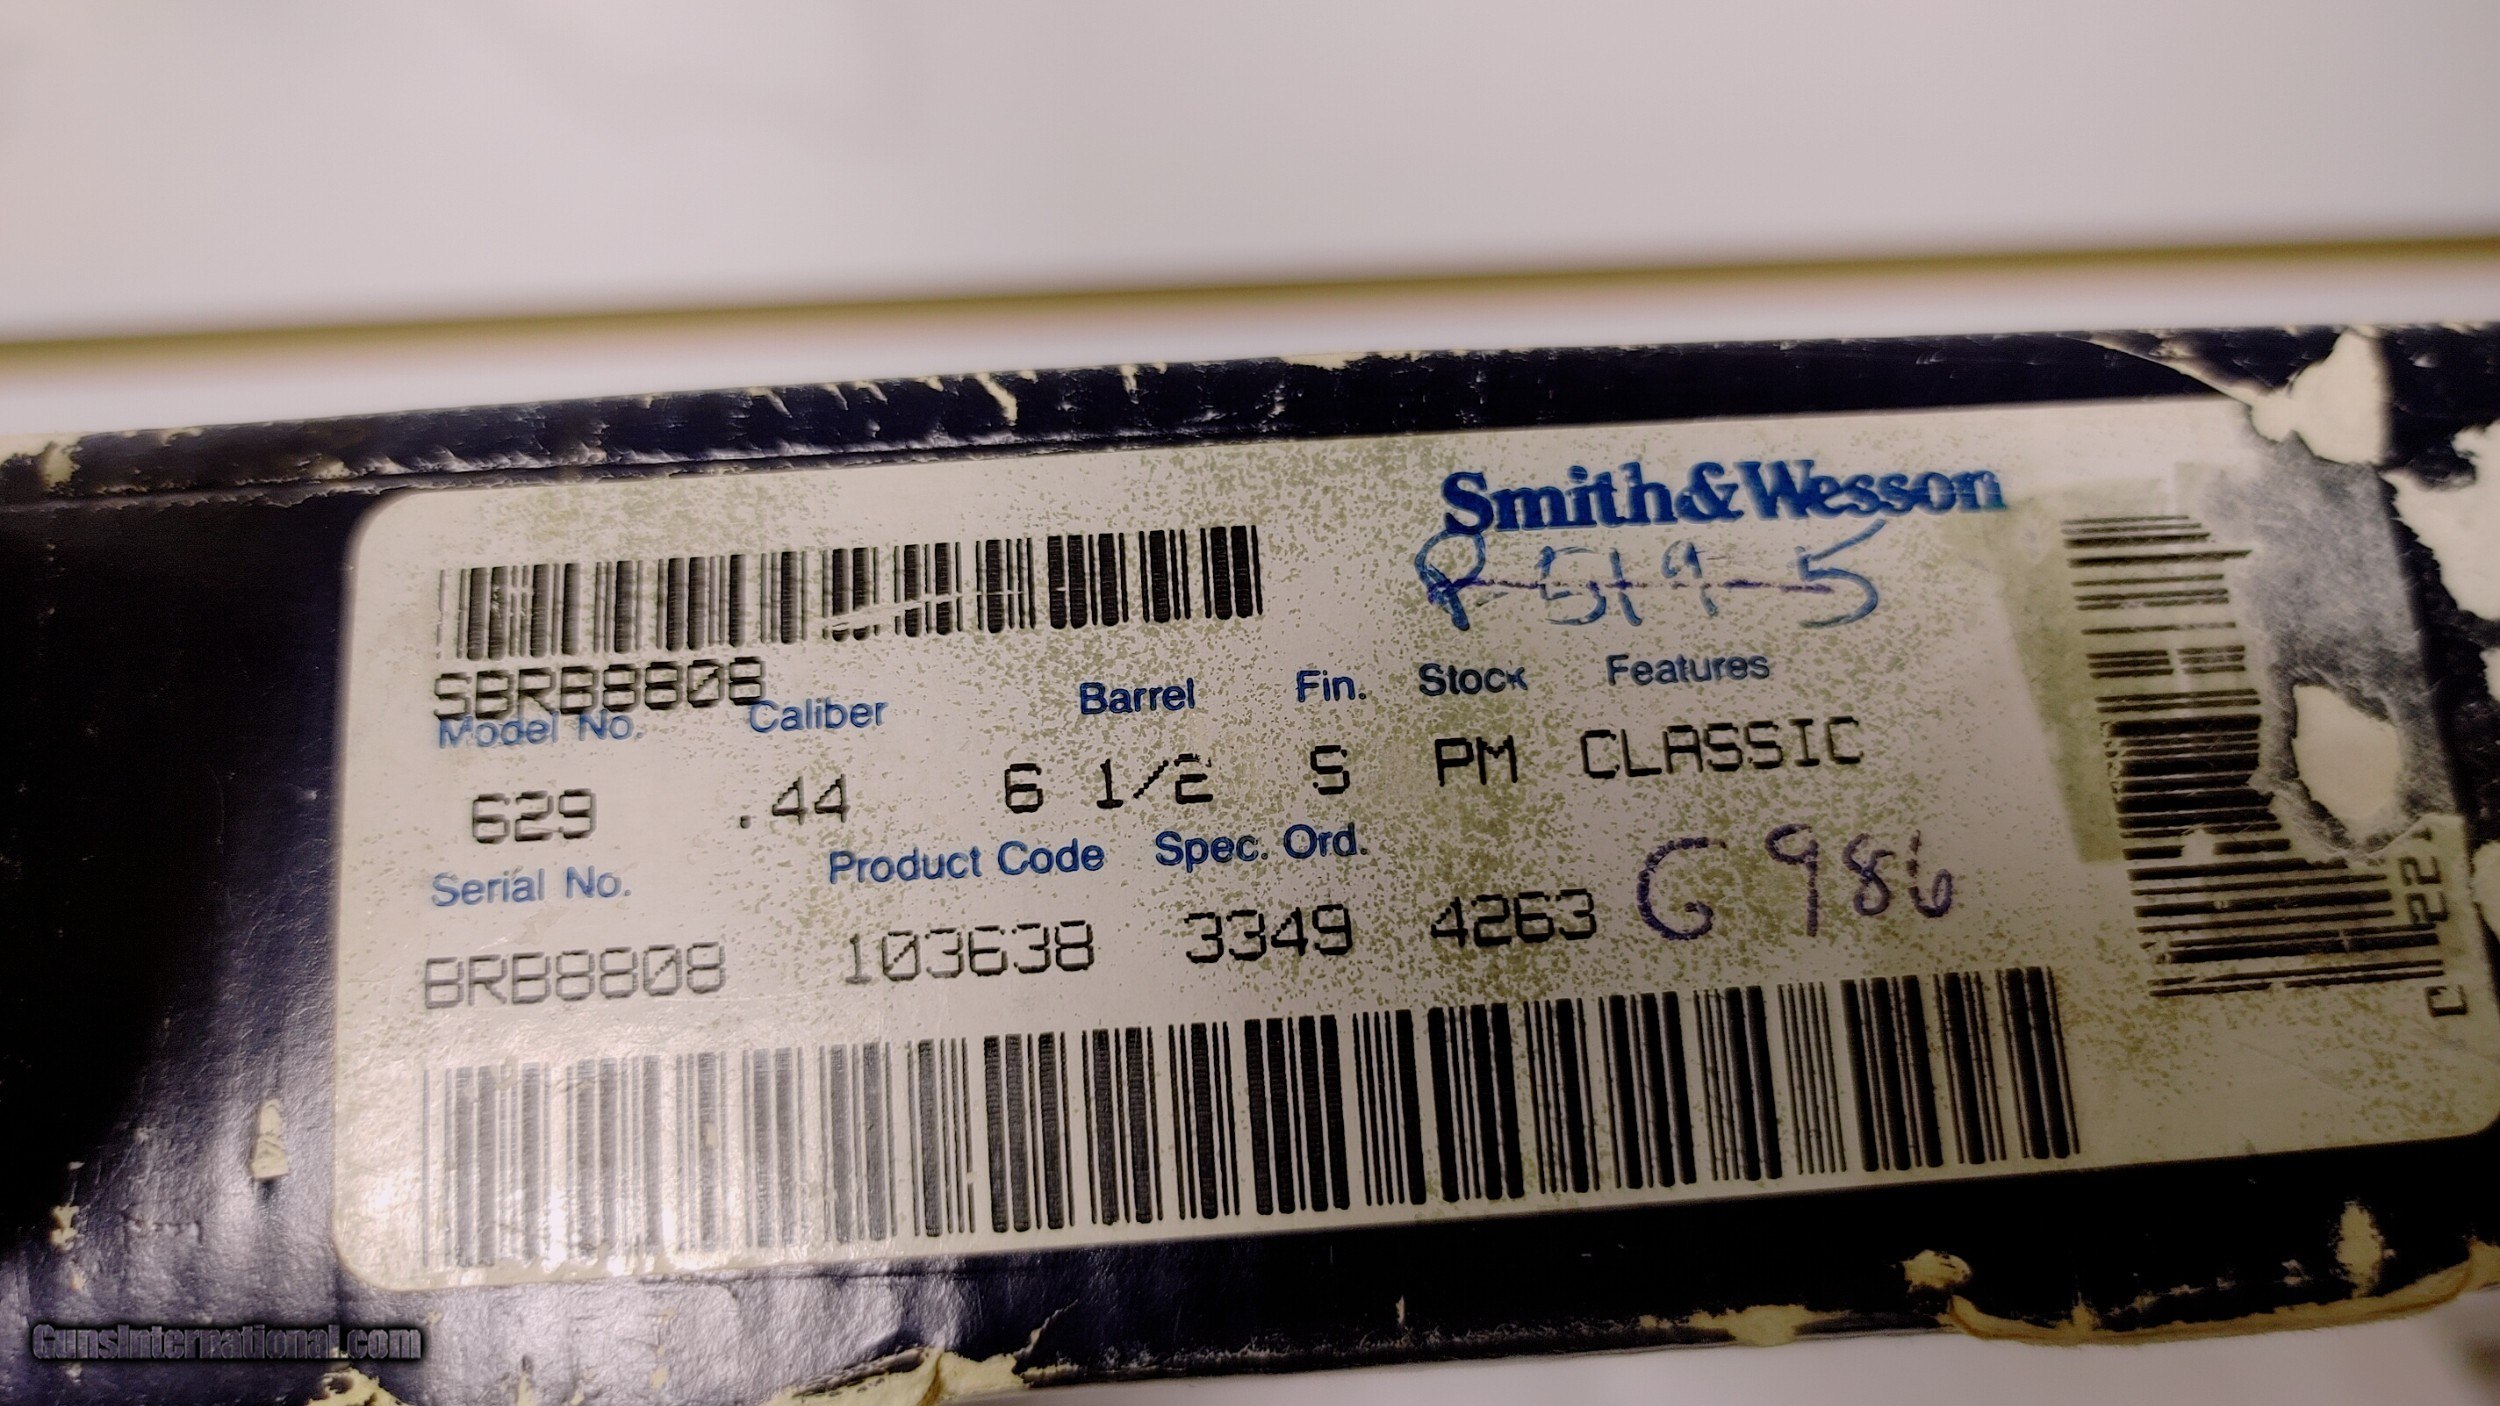 Smith&Wesson
SBRB8808
Model No. Caliber Barrel Fin. Stock Features
629 .44 6 1/2 S PM CLASSIC
Serial No. Product Code Spec. Ord.
BRB8808 103638 3349 4263 G 986
GunsInternational.com